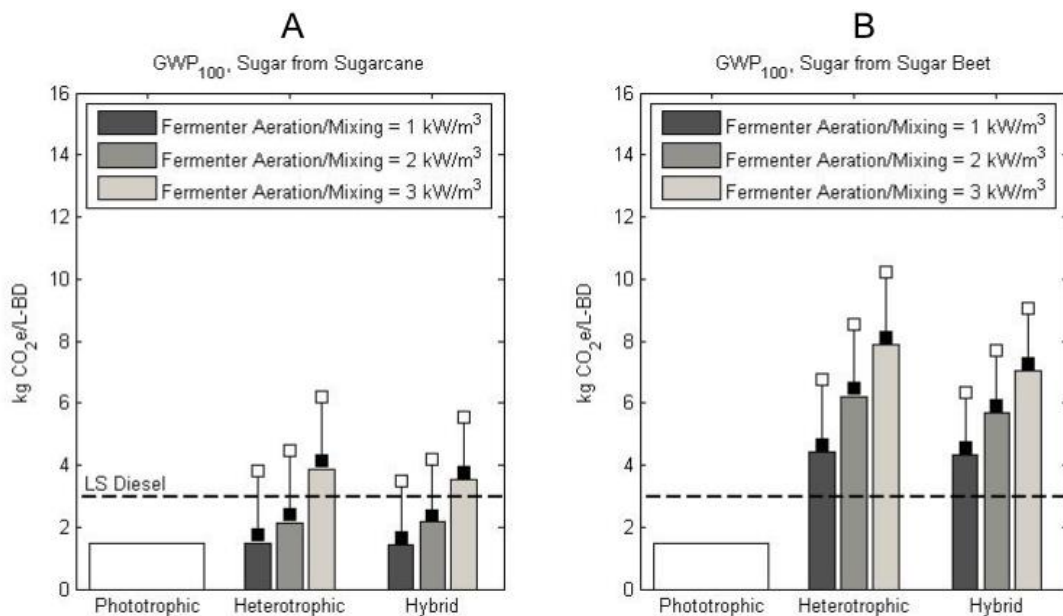 A
GWP100, Sugar from Sugarcane
16
14
12
10
8
6
4
2
0
kg CO2e/L-BD
Fermenter Aeration/Mixing = 1 kW/m3
Fermenter Aeration/Mixing = 2 kW/m3
Fermenter Aeration/Mixing = 3 kW/m3
LS Diesel
Phototrophic Heterotrophic Hybrid
B
GWP100, Sugar from Sugar Beet
16
14
12
10
8
6
4
2
0
kg CO2e/L-BD
Fermenter Aeration/Mixing = 1 kW/m3
Fermenter Aeration/Mixing = 2 kW/m3
Fermenter Aeration/Mixing = 3 kW/m3
Phototrophic Heterotrophic Hybrid